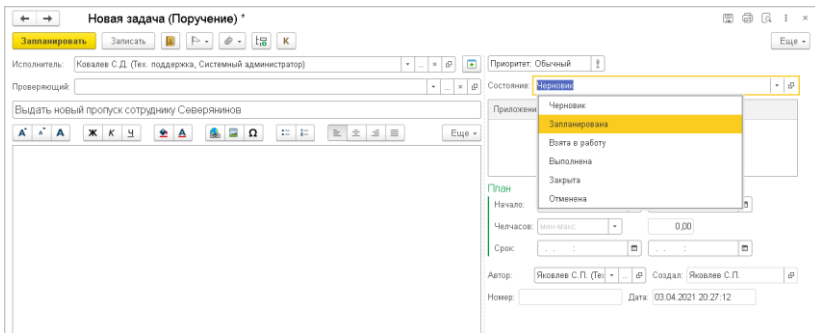 Новая задача (Поручение) *
Запланировать Записать К Еще
Исполнитель: Ковалев С.Д. (Тех. поддержка, Системный администратор) Приоритет: Обычный
Проверяющий: Состояние: Черновик
Выдать новый пропуск сотруднику Северянинов
Приложени
Ж К Ч А Ω Еще
Черновик
Запланирована
Взята в работу
Выполнена
Закрыта
Отменена
План
Начало:
Челчасов: мин-макс 0,00
Срок: . . : . . :
Автор: Яковлев С.П. (Тех Создал: Яковлев С.П.
Номер: Дата: 03.04.2021 20:27:12